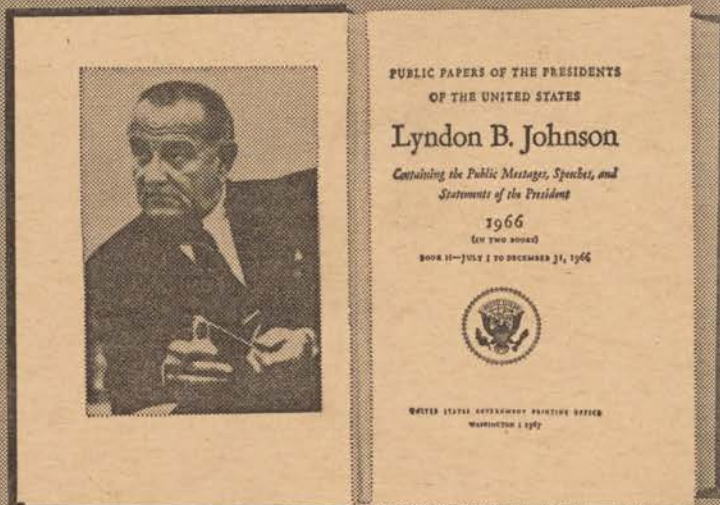 PUBLIC PAPERS OF THE PRESIDENTS
OF THE UNITED STATES
Lyndon B. Johnson
Containing the Public Messages, Speeches, and
Statements of the President
1966
(IN TWO BOOKS)
BOOK II—JULY 1 TO DECEMBER 31, 1966
UNITED STATES GOVERNMENT PRINTING OFFICE
WASHINGTON : 1967